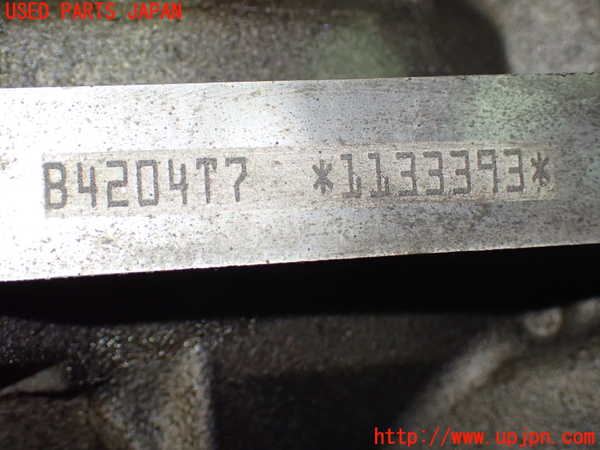 USED PARTS JAPAN
B4204T7 *1133393*
http://www.upjpn.com/